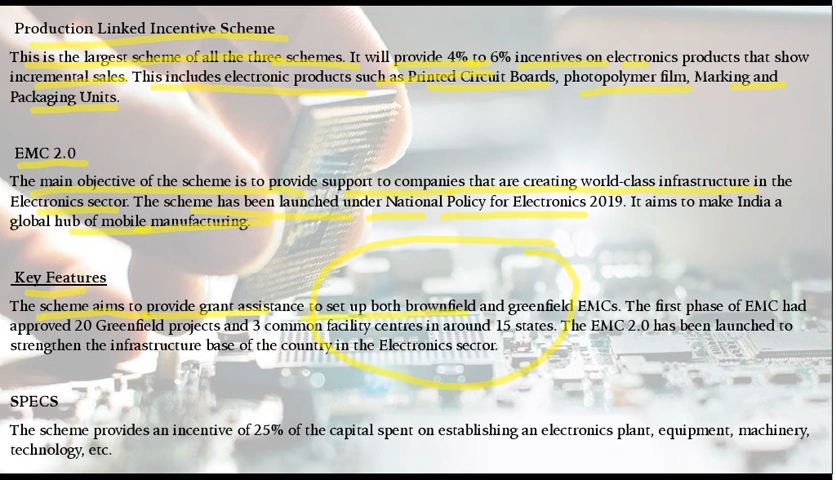 Production Linked Incentive Scheme
This is the largest scheme of all the three schemes. It will provide 4% to 6% incentives on electronics products that show
incremental sales. This includes electronic products such as Printed Circuit Boards, photopolymer film, Marking and
Packaging Units.
EMC 2.0
The main objective of the scheme is to provide support to companies that are creating world-class infrastructure in the
Electronics sector. The scheme has been launched under National Policy for Electronics 2019. It aims to make India a
global hub of mobile manufacturing.
Key Features
The scheme aims to provide grant assistance to set up both brownfield and greenfield EMCs. The first phase of EMC had
approved 20 Greenfield projects and 3 common facility centres in around 15 states. The EMC 2.0 has been launched to
strengthen the infrastructure base of the country in the Electronics sector.
SPECS
The scheme provides an incentive of 25% of the capital spent on establishing an electronics plant, equipment, machinery,
technology, etc.